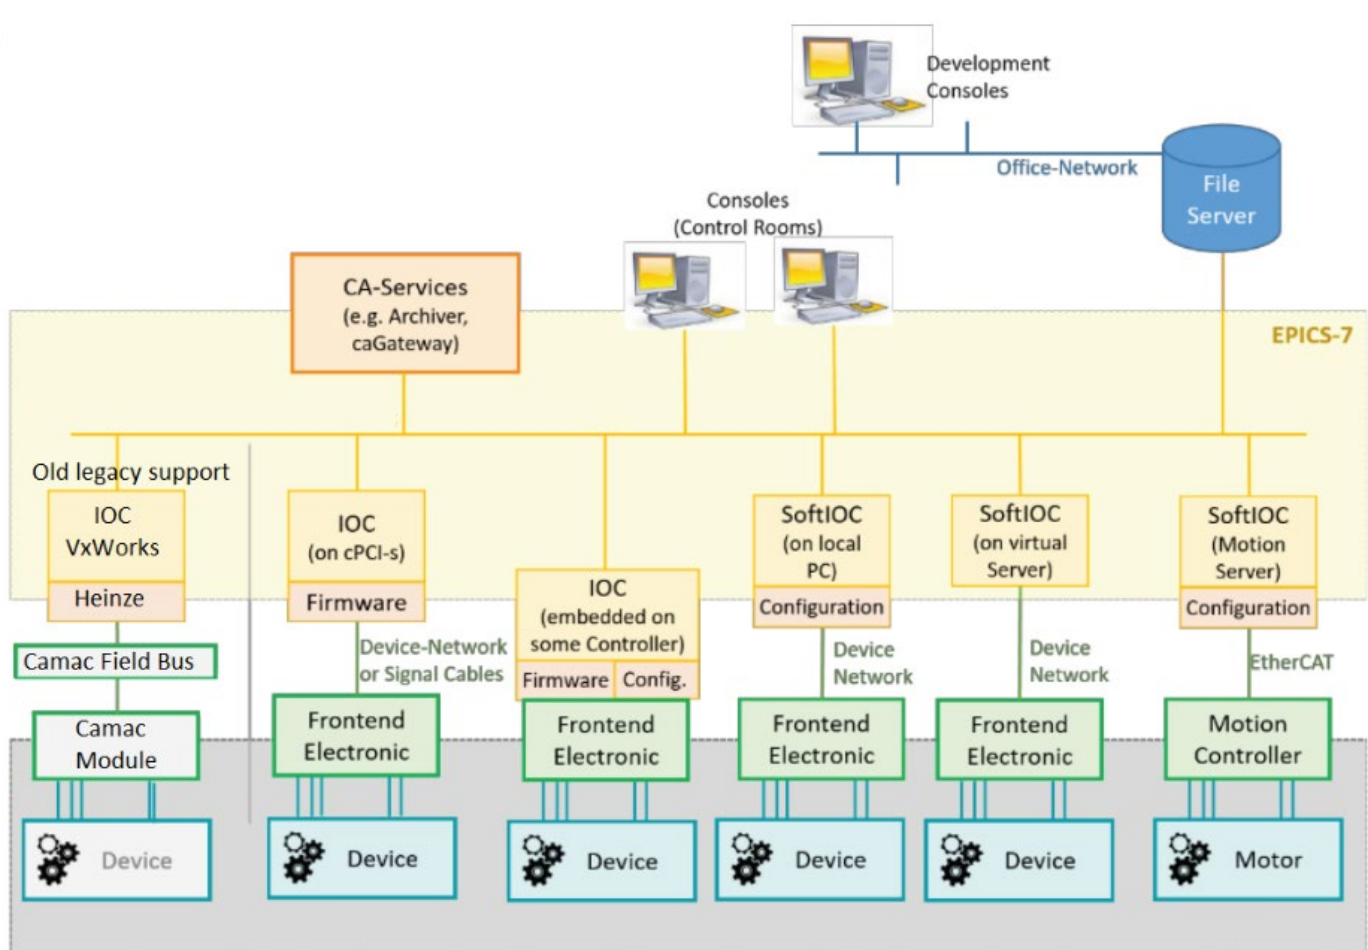 Development
Consoles
Office-Network
File
Server
Consoles
(Control Rooms)
CA-Services
(e.g. Archiver,
caGateway)
EPICS-7
Old legacy support
IOC
VxWorks
Heinze
Camac Field Bus
Camac
Module
Device
IOC
(on cPCI-s)
Firmware
Device-Network
or Signal Cables
Frontend
Electronic
Device
IOC
(embedded on
some Controller)
Firmware
Config.
Frontend
Electronic
Device
SoftIOC
(on local
PC)
Configuration
Device
Network
Frontend
Electronic
Device
SoftIOC
(on virtual
Server)
Device
Network
Frontend
Electronic
Device
SoftIOC
(Motion
Server)
Configuration
EtherCAT
Motion
Controller
Motor